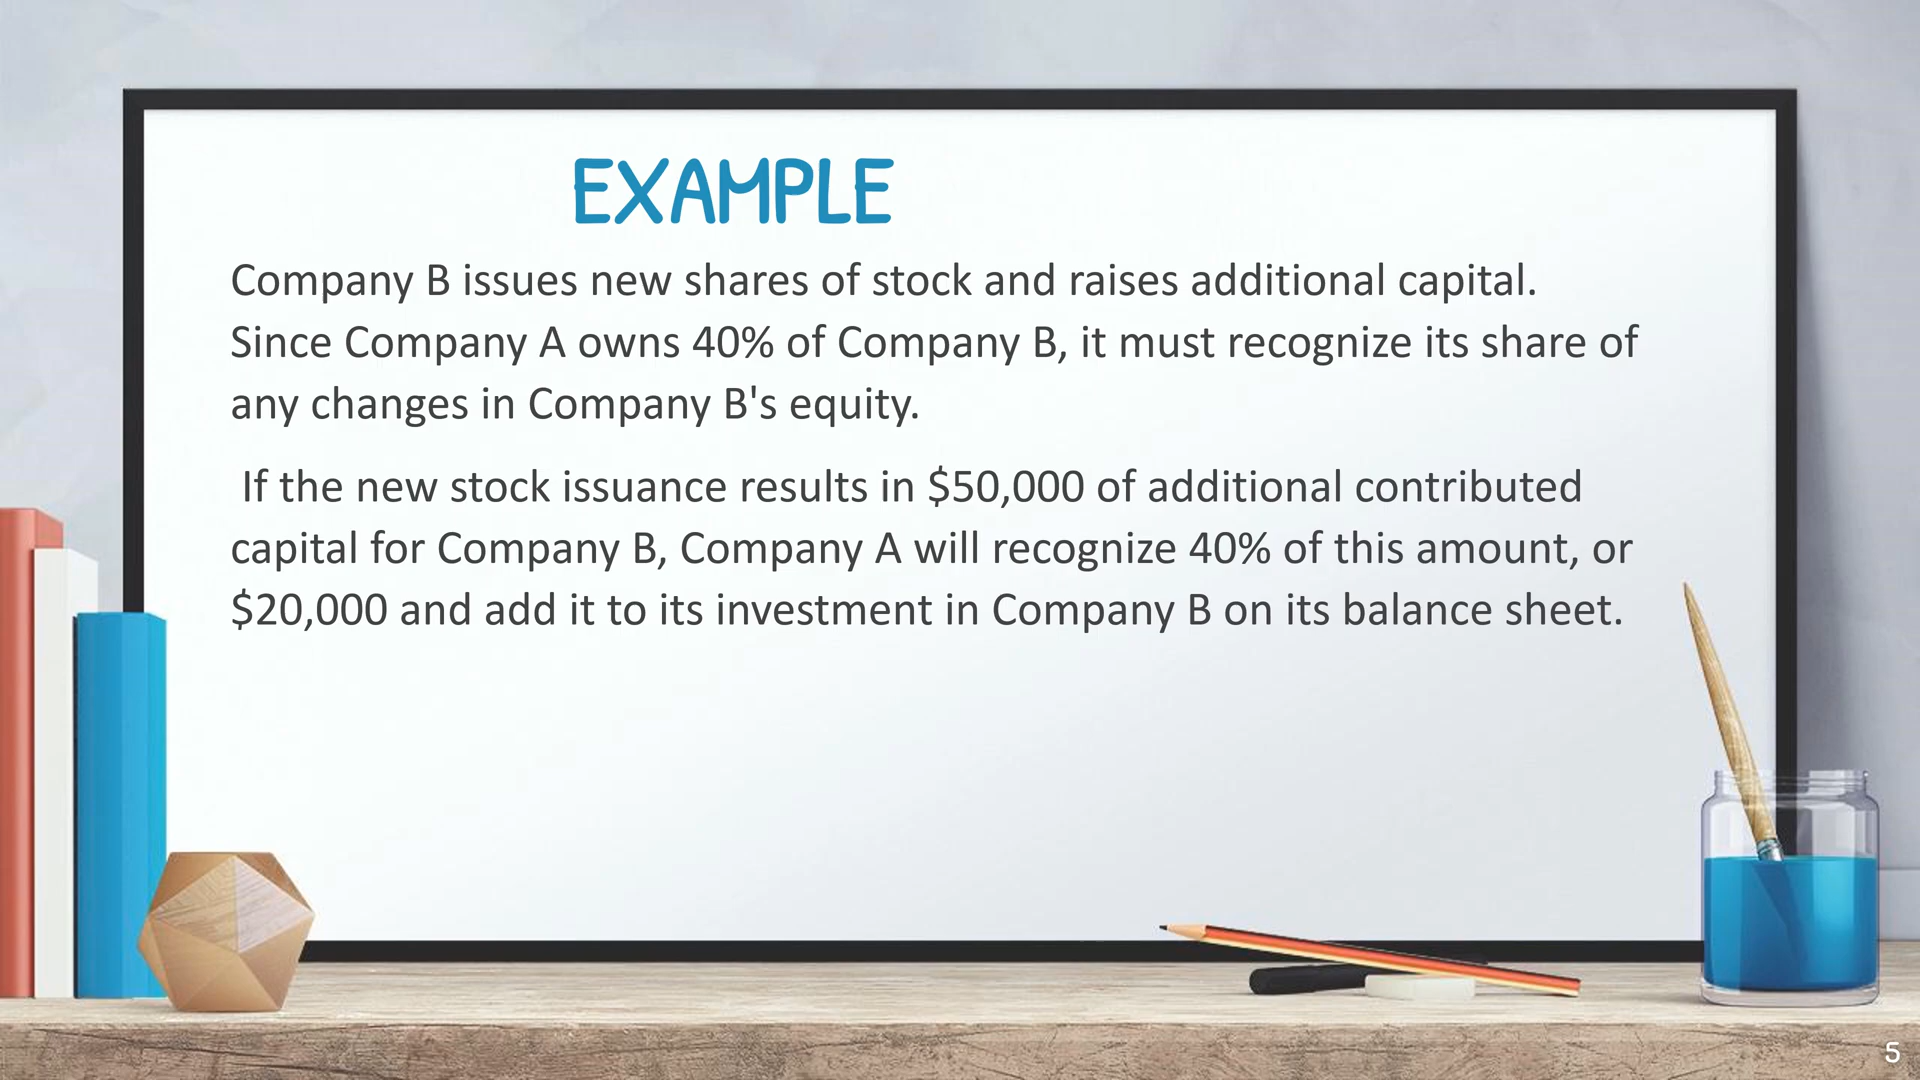 EXAMPLE
Company B issues new shares of stock and raises additional capital.
Since Company A owns 40% of Company B, it must recognize its share of
any changes in Company B's equity.
If the new stock issuance results in $50,000 of additional contributed
capital for Company B, Company A will recognize 40% of this amount, or
$20,000 and add it to its investment in Company B on its balance sheet.
5